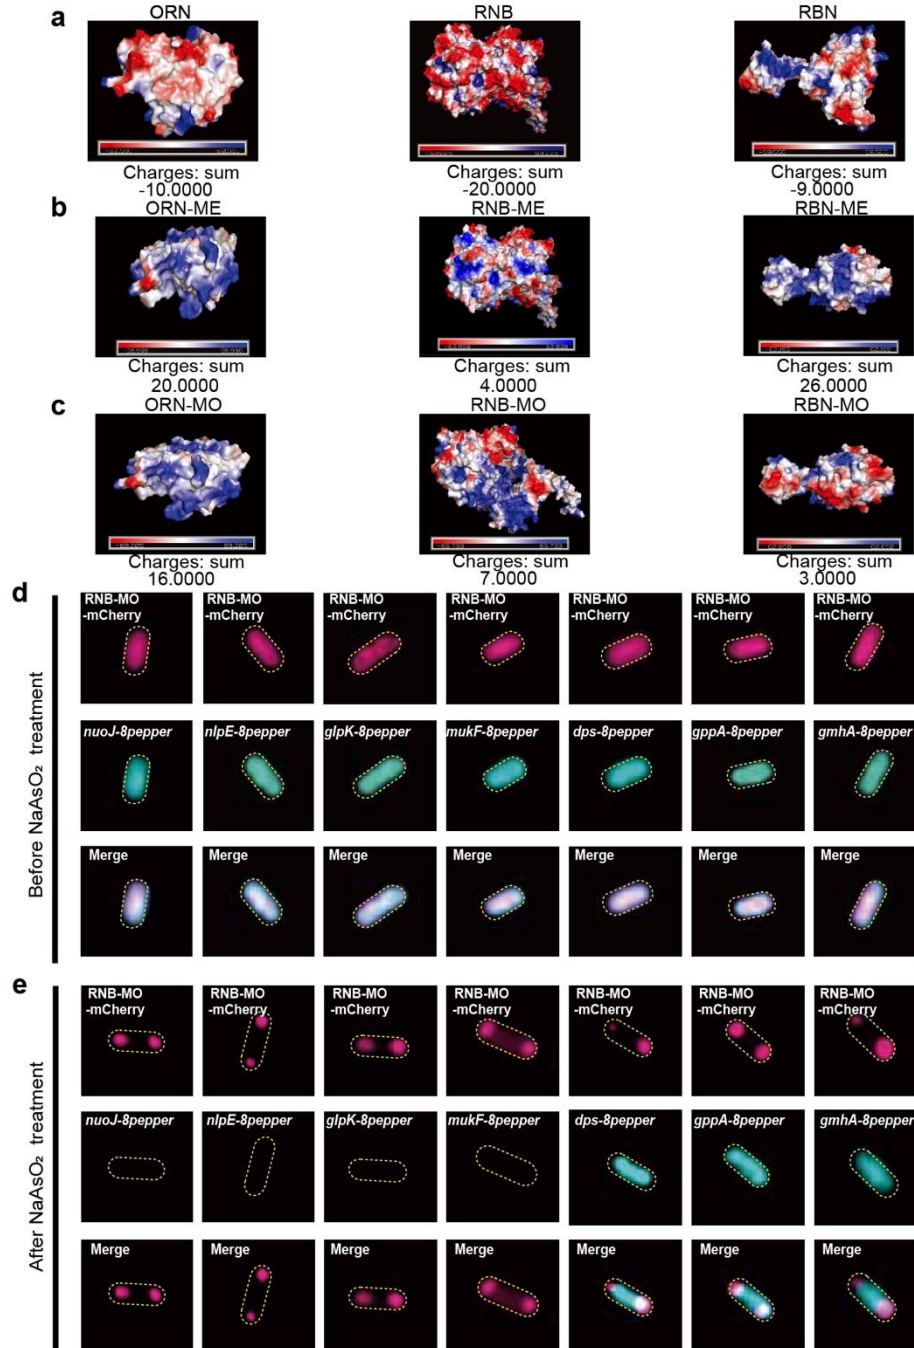 a
ORN
RNB
RBN
Charges: sum
-10.0000
Charges: sum
-20.0000
Charges: sum
-9.0000
b
ORN-ME
RNB-ME
RBN-ME
Charges: sum
20.0000
Charges: sum
4.0000
Charges: sum
26.0000
c
ORN-MO
RNB-MO
RBN-MO
Charges: sum
16.0000
Charges: sum
7.0000
Charges: sum
3.0000
d
Before NaAsO₂ treatment
RNB-MO
-mCherry
RNB-MO
-mCherry
RNB-MO
-mCherry
RNB-MO
-mCherry
RNB-MO
-mCherry
RNB-MO
-mCherry
RNB-MO
-mCherry
nuoJ-8pepper
nlpE-8pepper
glpK-8pepper
mukF-8pepper
dps-8pepper
gppA-8pepper
gmhA-8pepper
Merge
Merge
Merge
Merge
Merge
Merge
Merge
e
After NaAsO₂ treatment
RNB-MO
-mCherry
RNB-MO
-mCherry
RNB-MO
-mCherry
RNB-MO
-mCherry
RNB-MO
-mCherry
RNB-MO
-mCherry
RNB-MO
-mCherry
nuoJ-8pepper
nlpE-8pepper
glpK-8pepper
mukF-8pepper
dps-8pepper
gppA-8pepper
gmhA-8pepper
Merge
Merge
Merge
Merge
Merge
Merge
Merge